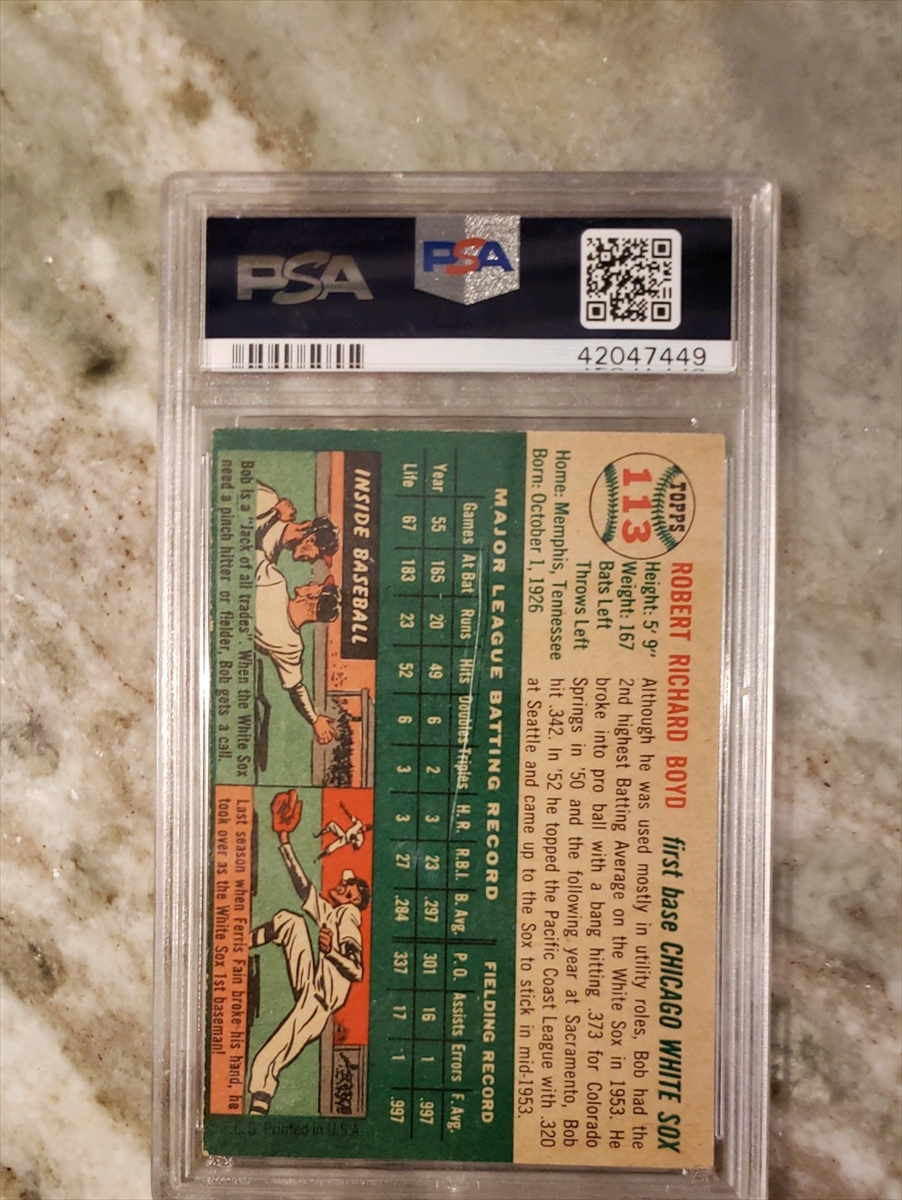 PSA
PSA
42047449
TOPPS
113
ROBERT RICHARD BOYD first base CHICAGO WHITE SOX
Height: 5' 9"
Weight: 167
Bats Left
Throws Left
Home: Memphis, Tennessee
Born: October 1, 1926
Although he was used mostly in utility roles, Bob had the
2nd highest Batting Average on the White Sox in 1953. He
broke into pro ball with a bang hitting .373 for Colorado
Springs in '50 and the following year at Sacramento, Bob
hit .342. In '52 he topped the Pacific Coast League with .320
at Seattle and came up to the Sox to stick in mid-1953.
MAJOR LEAGUE BATTING RECORD FIELDING RECORD
Games At Bat Runs Hits Doubles Triples H. R. R.B.I. B. Avg. P. O. Assists Errors F. Avg.
Year 55 165 20 49 6 2 3 23 .297 301 16 1 .997
Life 67 183 23 52 6 3 3 27 .284 337 17 1 .997
INSIDE BASEBALL
Bob is a "Jack of all trades". When the White Sox
need a pinch hitter or fielder, Bob gets a call.
Last season when Ferris Fain broke his hand, he
took over as the White Sox 1st baseman!
T. C. G. Printed in U.S.A.